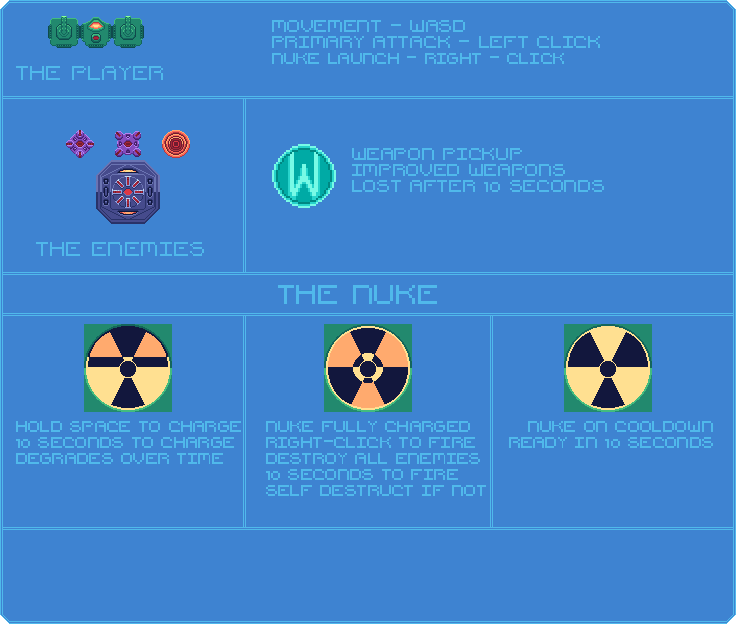 MOVEMENT - WASD
PRIMARY ATTACK - LEFT CLICK
NUKE LAUNCH - RIGHT - CLICK
THE PLAYER
W
WEAPON PICKUP
IMPROVED WEAPONS
LOST AFTER 10 SECONDS
THE ENEMIES
THE NUKE
HOLD SPACE TO CHARGE
10 SECONDS TO CHARGE
DEGRADES OVER TIME
NUKE FULLY CHARGED
RIGHT-CLICK TO FIRE
DESTROY ALL ENEMIES
10 SECONDS TO FIRE
SELF DESTRUCT IF NOT
NUKE ON COOLDOWN
READY IN 10 SECONDS